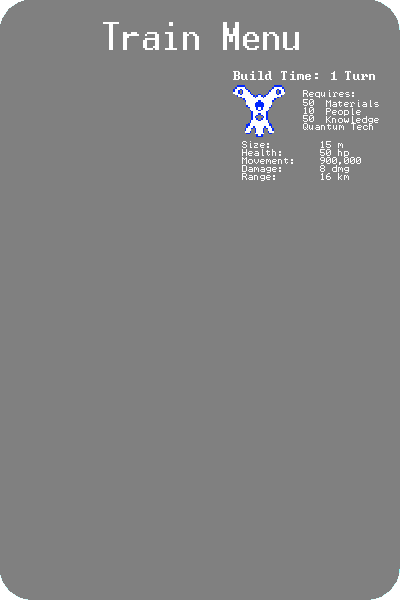 Train Menu
Build Time: 1 Turn
Requires:
50 Materials
10 People
50 Knowledge
Quantum Tech
Size: 15 m
Health: 50 hp
Movement: 900,000
Damage: 8 dmg
Range: 16 km